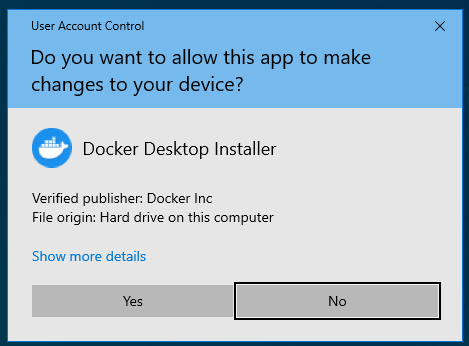 User Account Control
Do you want to allow this app to make
changes to your device?
Docker Desktop Installer
Verified publisher: Docker Inc
File origin: Hard drive on this computer
Show more details
Yes
No